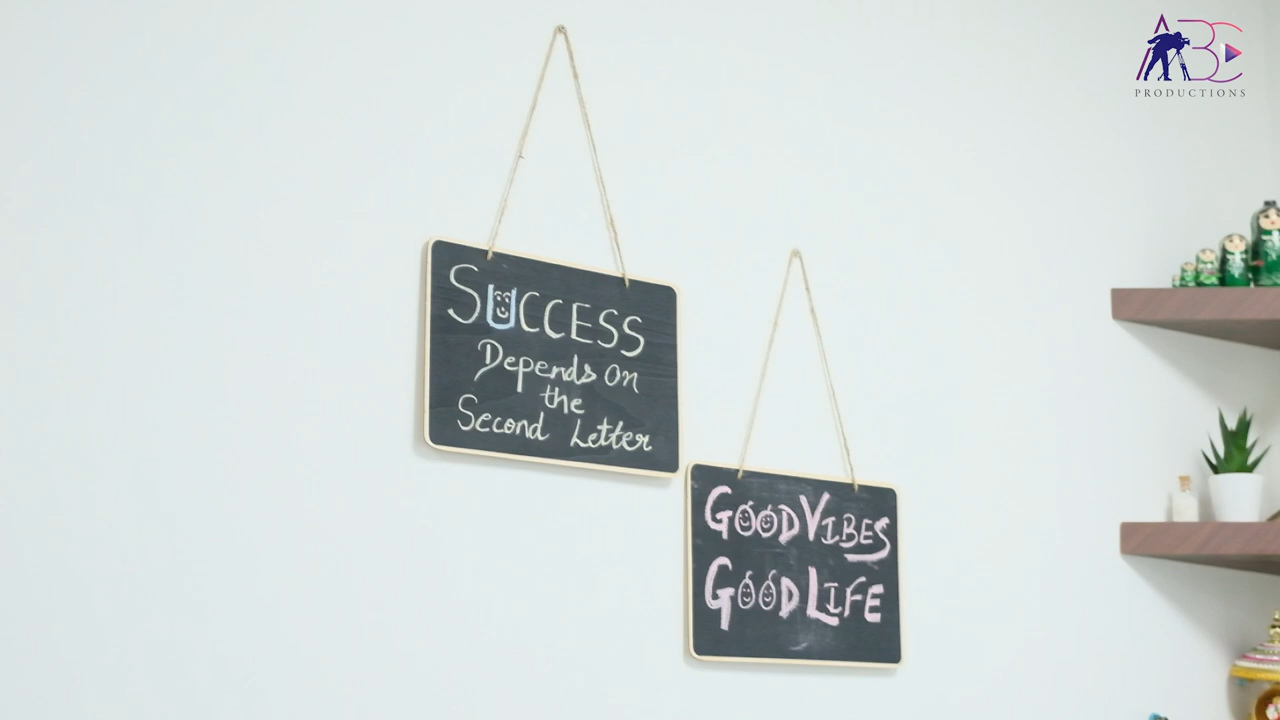 SUCCESS
Depends on
the
Second Letter
GOOD VIBES
GOOD LIFE
ABC
PRODUCTIONS